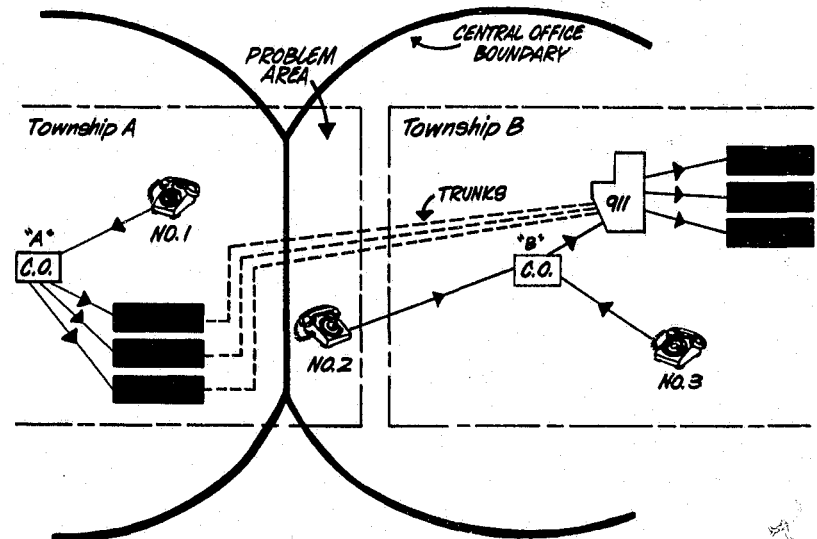 CENTRAL OFFICE
BOUNDARY
PROBLEM
AREA
Township A
Township B
TRUNKS
911
NO.1
"A"
C.O.
"B"
C.O.
NO.2
NO.3